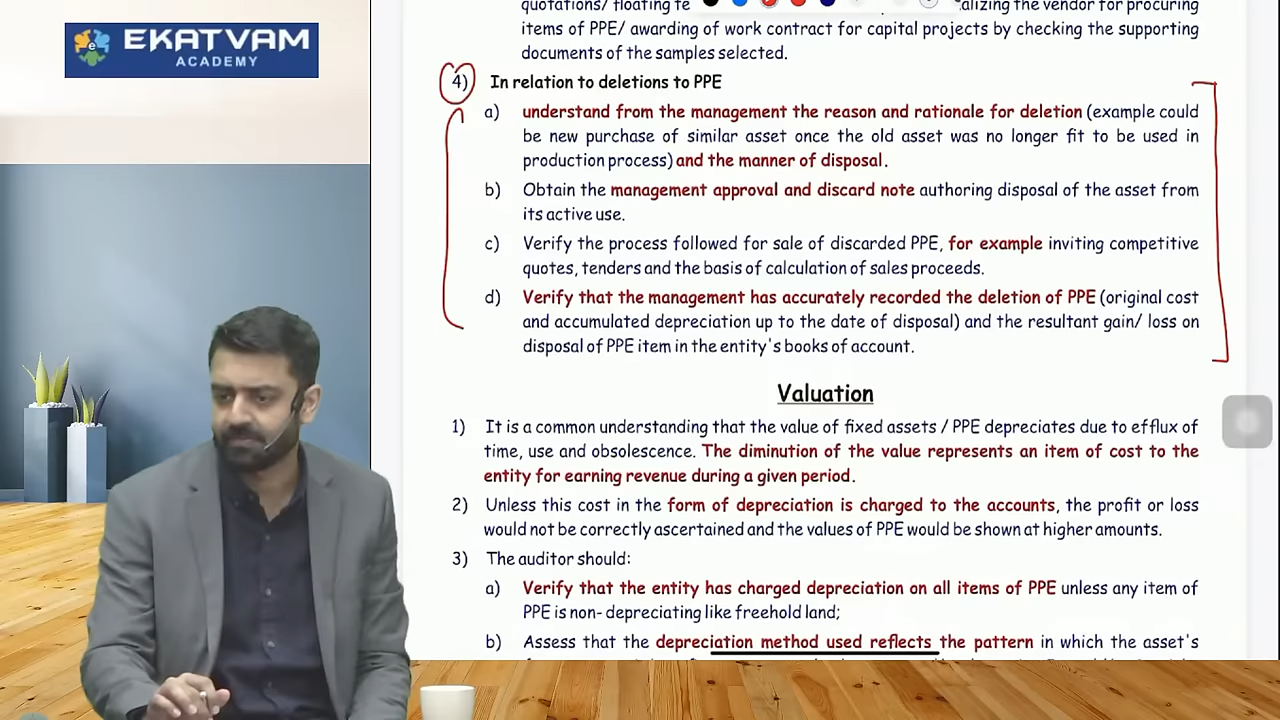 EKATVAM
ACADEMY
quotations/ floating te
alizing the vendor for procuring
items of PPE/ awarding of work contract for capital projects by checking the supporting
documents of the samples selected.
4) In relation to deletions to PPE
a) understand from the management the reason and rationale for deletion (example could
be new purchase of similar asset once the old asset was no longer fit to be used in
production process) and the manner of disposal.
b) Obtain the management approval and discard note authoring disposal of the asset from
its active use.
c) Verify the process followed for sale of discarded PPE, for example inviting competitive
quotes, tenders and the basis of calculation of sales proceeds.
d) Verify that the management has accurately recorded the deletion of PPE (original cost
and accumulated depreciation up to the date of disposal) and the resultant gain/ loss on
disposal of PPE item in the entity's books of account.
Valuation
1) It is a common understanding that the value of fixed assets / PPE depreciates due to efflux of
time, use and obsolescence. The diminution of the value represents an item of cost to the
entity for earning revenue during a given period.
2) Unless this cost in the form of depreciation is charged to the accounts, the profit or loss
would not be correctly ascertained and the values of PPE would be shown at higher amounts.
3) The auditor should:
a) Verify that the entity has charged depreciation on all items of PPE unless any item of
PPE is non- depreciating like freehold land;
b) Assess that the depreciation method used reflects the pattern in which the asset's